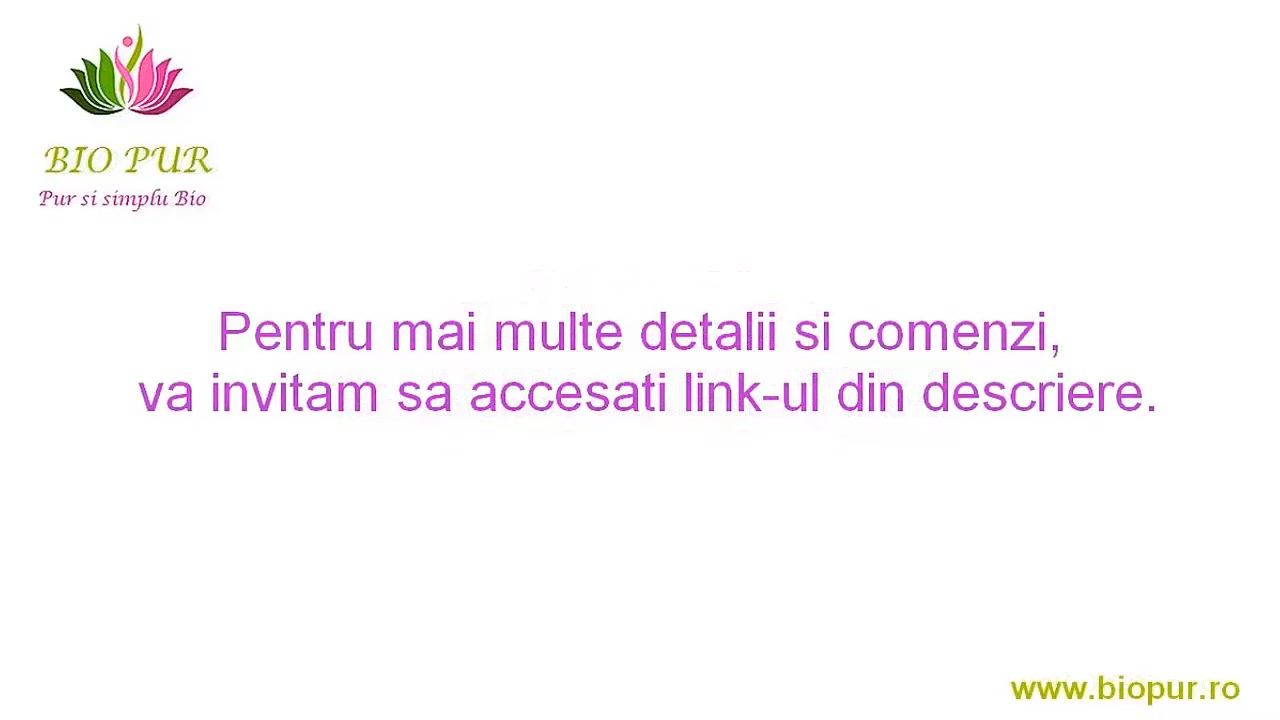 BIO PUR
Pur si simplu Bio
Pentru mai multe detalii si comenzi,
va invitam sa accesati link-ul din descriere.
www.biopur.ro